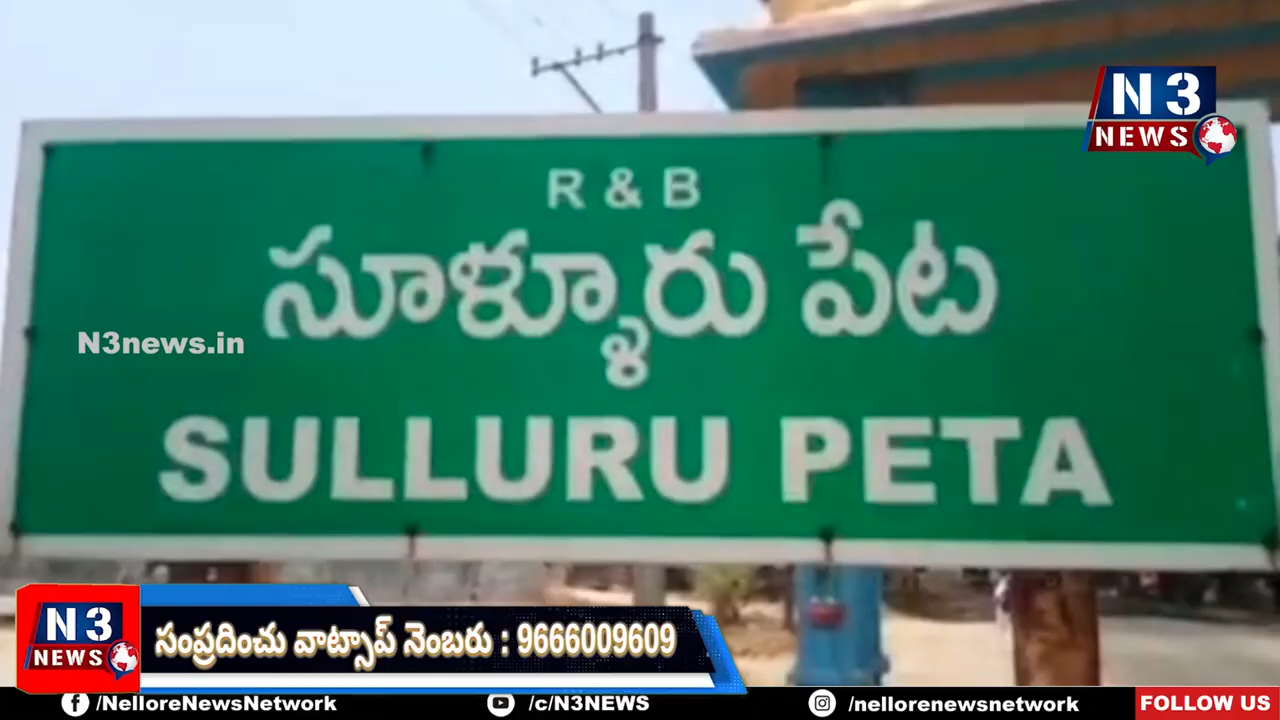 N3
NEWS
R & B
సూళ్ళూరు పేట
N3news.in
SULLURU PETA
N3
NEWS
సంప్రదించు వాట్సాప్ నెంబరు : 9666009609
/NelloreNewsNetwork
/c/N3NEWS
/nellorenewsnetwork
FOLLOW US